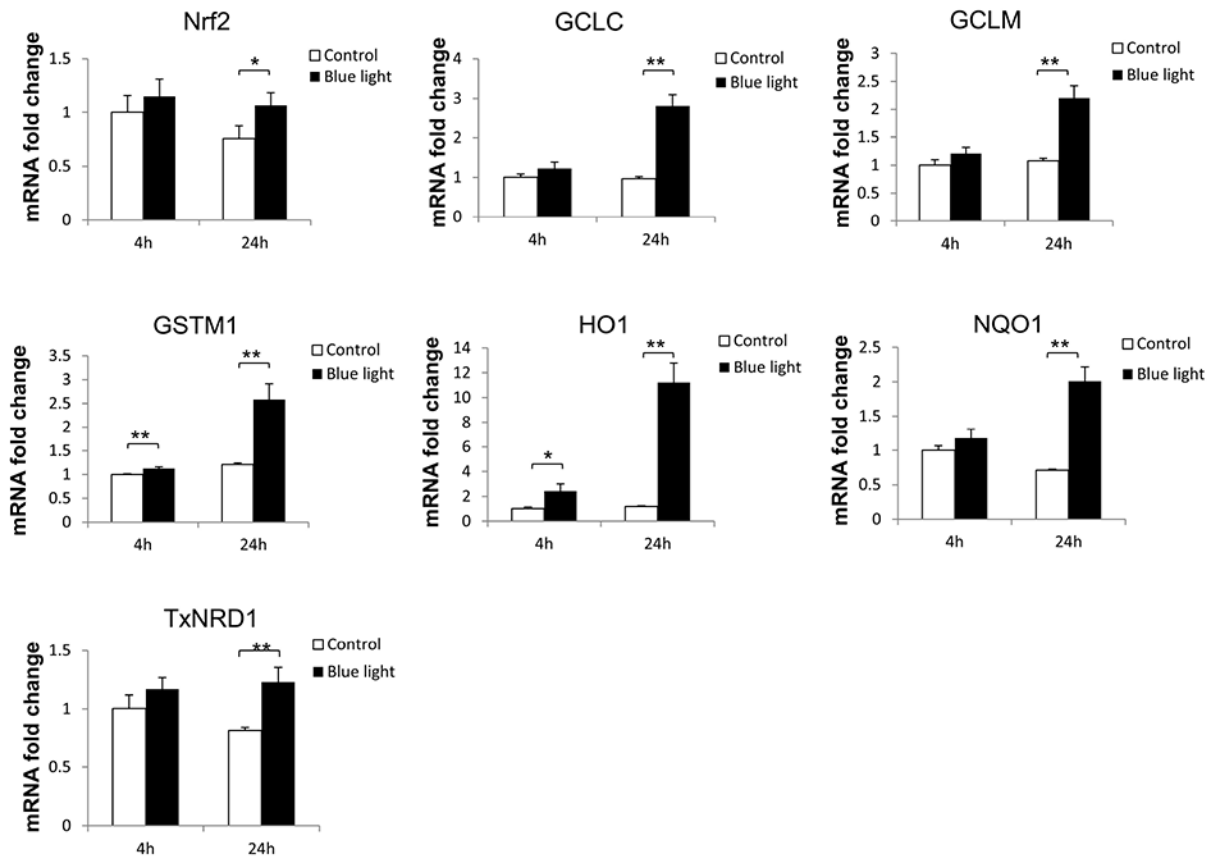 Nrf2
mRNA fold change
1.5
1
0.5
0
*
4h
24h
Control
Blue light
GCLC
mRNA fold change
4
3
2
1
0
**
4h
24h
Control
Blue light
GCLM
mRNA fold change
3
2.5
2
1.5
1
0.5
0
**
4h
24h
Control
Blue light
GSTM1
mRNA fold change
3.5
3
2.5
2
1.5
1
0.5
0
**
**
4h
24h
Control
Blue light
HO1
mRNA fold change
14
12
10
8
6
4
2
0
*
**
4h
24h
Control
Blue light
NQO1
mRNA fold change
2.5
2
1.5
1
0.5
0
**
4h
24h
Control
Blue light
TxNRD1
mRNA fold change
1.5
1
0.5
0
**
4h
24h
Control
Blue light